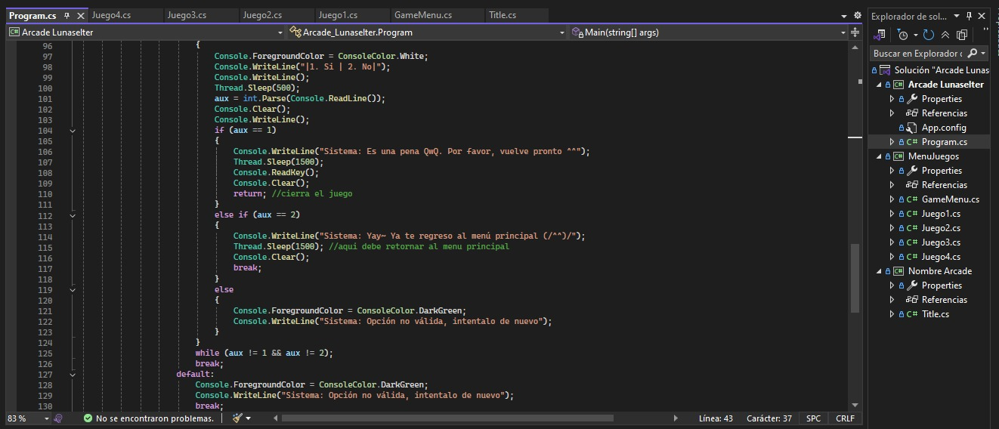 Program.cs Juego4.cs Juego3.cs Juego2.cs Juego1.cs GameMenu.cs Title.cs
Arcade Lunaselter Arcade_Lunaselter.Program Main(string[] args)
96 {
97 Console.ForegroundColor = ConsoleColor.White;
98 Console.WriteLine("|1. Si | 2. No|");
99 Console.WriteLine();
100 Thread.Sleep(500);
101 aux = int.Parse(Console.ReadLine());
102 Console.Clear();
103 Console.WriteLine();
104 if (aux == 1)
105 {
106 Console.WriteLine("Sistema: Es una pena QwQ. Por favor, vuelve pronto ^^");
107 Thread.Sleep(1500);
108 Console.ReadKey();
109 Console.Clear();
110 return; //cierra el juego
111 }
112 else if (aux == 2)
113 {
114 Console.WriteLine("Sistema: Yay~ Ya te regreso al menú principal (/^^)/");
115 Thread.Sleep(1500); //aqui debe retornar al menu principal
116 Console.Clear();
117 break;
118 }
119 else
120 {
121 Console.ForegroundColor = ConsoleColor.DarkGreen;
122 Console.WriteLine("Sistema: Opción no válida, intentalo de nuevo");
123 }
124 }
125 while (aux != 1 && aux != 2);
126 break;
127 default:
128 Console.ForegroundColor = ConsoleColor.DarkGreen;
129 Console.WriteLine("Sistema: Opción no válida, intentalo de nuevo");
130 break;
83 % No se encontraron problemas. Línea: 43 Carácter: 37 SPC CRLF
Explorador de sol...
Buscar en Explorador
Solución "Arcade Lunas
C# Arcade Lunaselter
Properties
Referencias
App.config
C# Program.cs
C# MenuJuegos
Properties
Referencias
C# GameMenu.cs
C# Juego1.cs
C# Juego2.cs
C# Juego3.cs
C# Juego4.cs
C# Nombre Arcade
Properties
Referencias
C# Title.cs